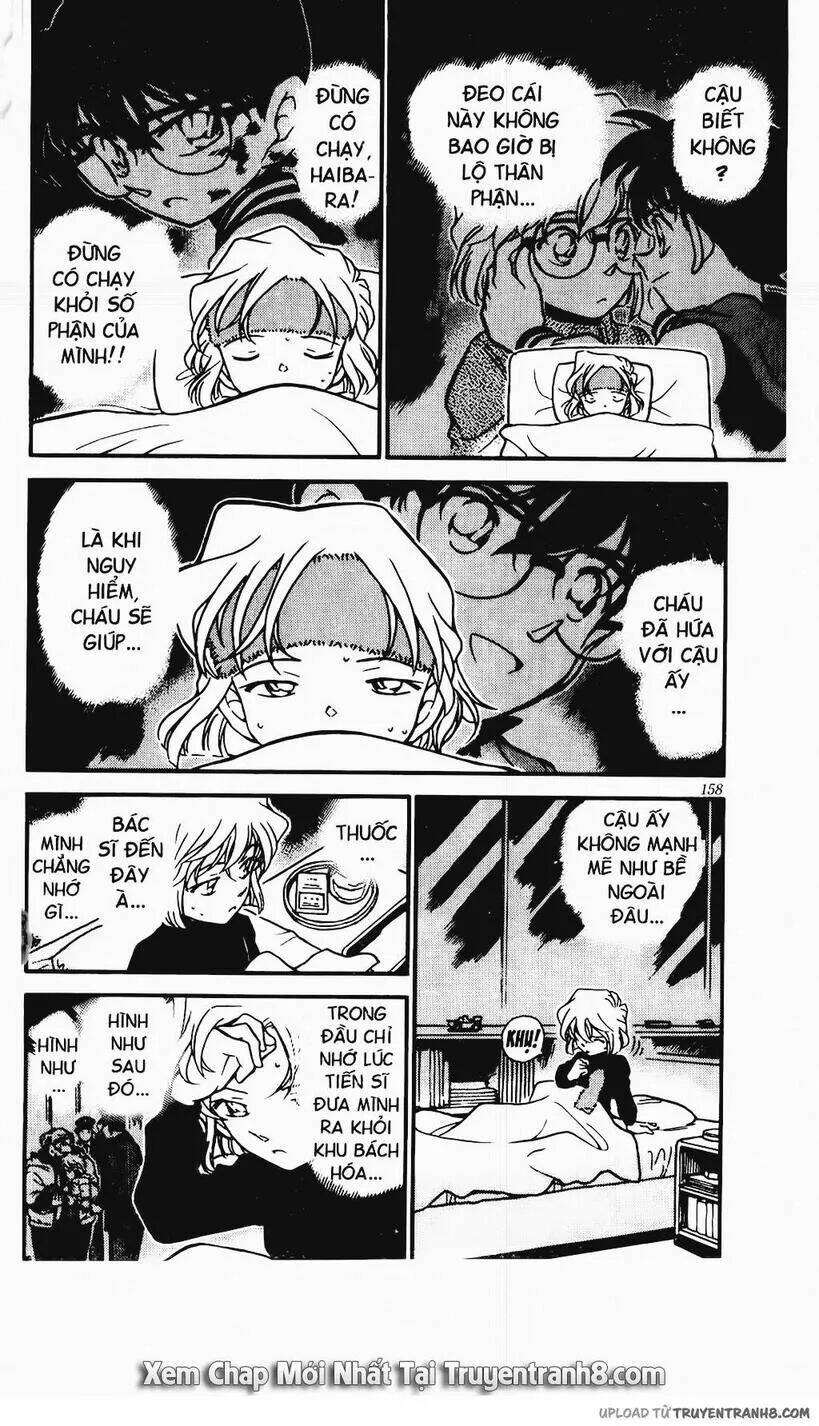 CẬU
BIẾT
KHÔNG
?
ĐEO CÁI
NÀY KHÔNG
BAO GIỜ BỊ
LỘ THÂN
PHẬN...
ĐỪNG
CÓ
CHẠY,
HAIBA-
RA!
ĐỪNG
CÓ CHẠY
KHỎI SỐ
PHẬN CỦA
MÌNH!!
CHÁU
ĐÃ HỨA
VỚI CẬU
ẤY
...
LÀ KHI
NGUY
HIỂM,
CHÁU SẼ
GIÚP...
158
CẬU ẤY
KHÔNG MẠNH
MẼ NHƯ BỀ
NGOÀI
ĐÂU...
KHỤ!
THUỐC
...
BÁC
SĨ ĐẾN
ĐÂY
À...
MÌNH
CHẲNG
NHỚ
GÌ...
TRONG
ĐẦU CHỈ
NHỚ LÚC
TIẾN SĨ
ĐƯA MÌNH
RA KHỎI
KHU BÁCH
HÓA...
HÌNH
NHƯ
SAU
ĐÓ...
HÌNH
NHƯ
...
Xem Chap Mới Nhất Tại Truyentranh8.com
UPLOAD TỪ TRUYENTRANH8.COM